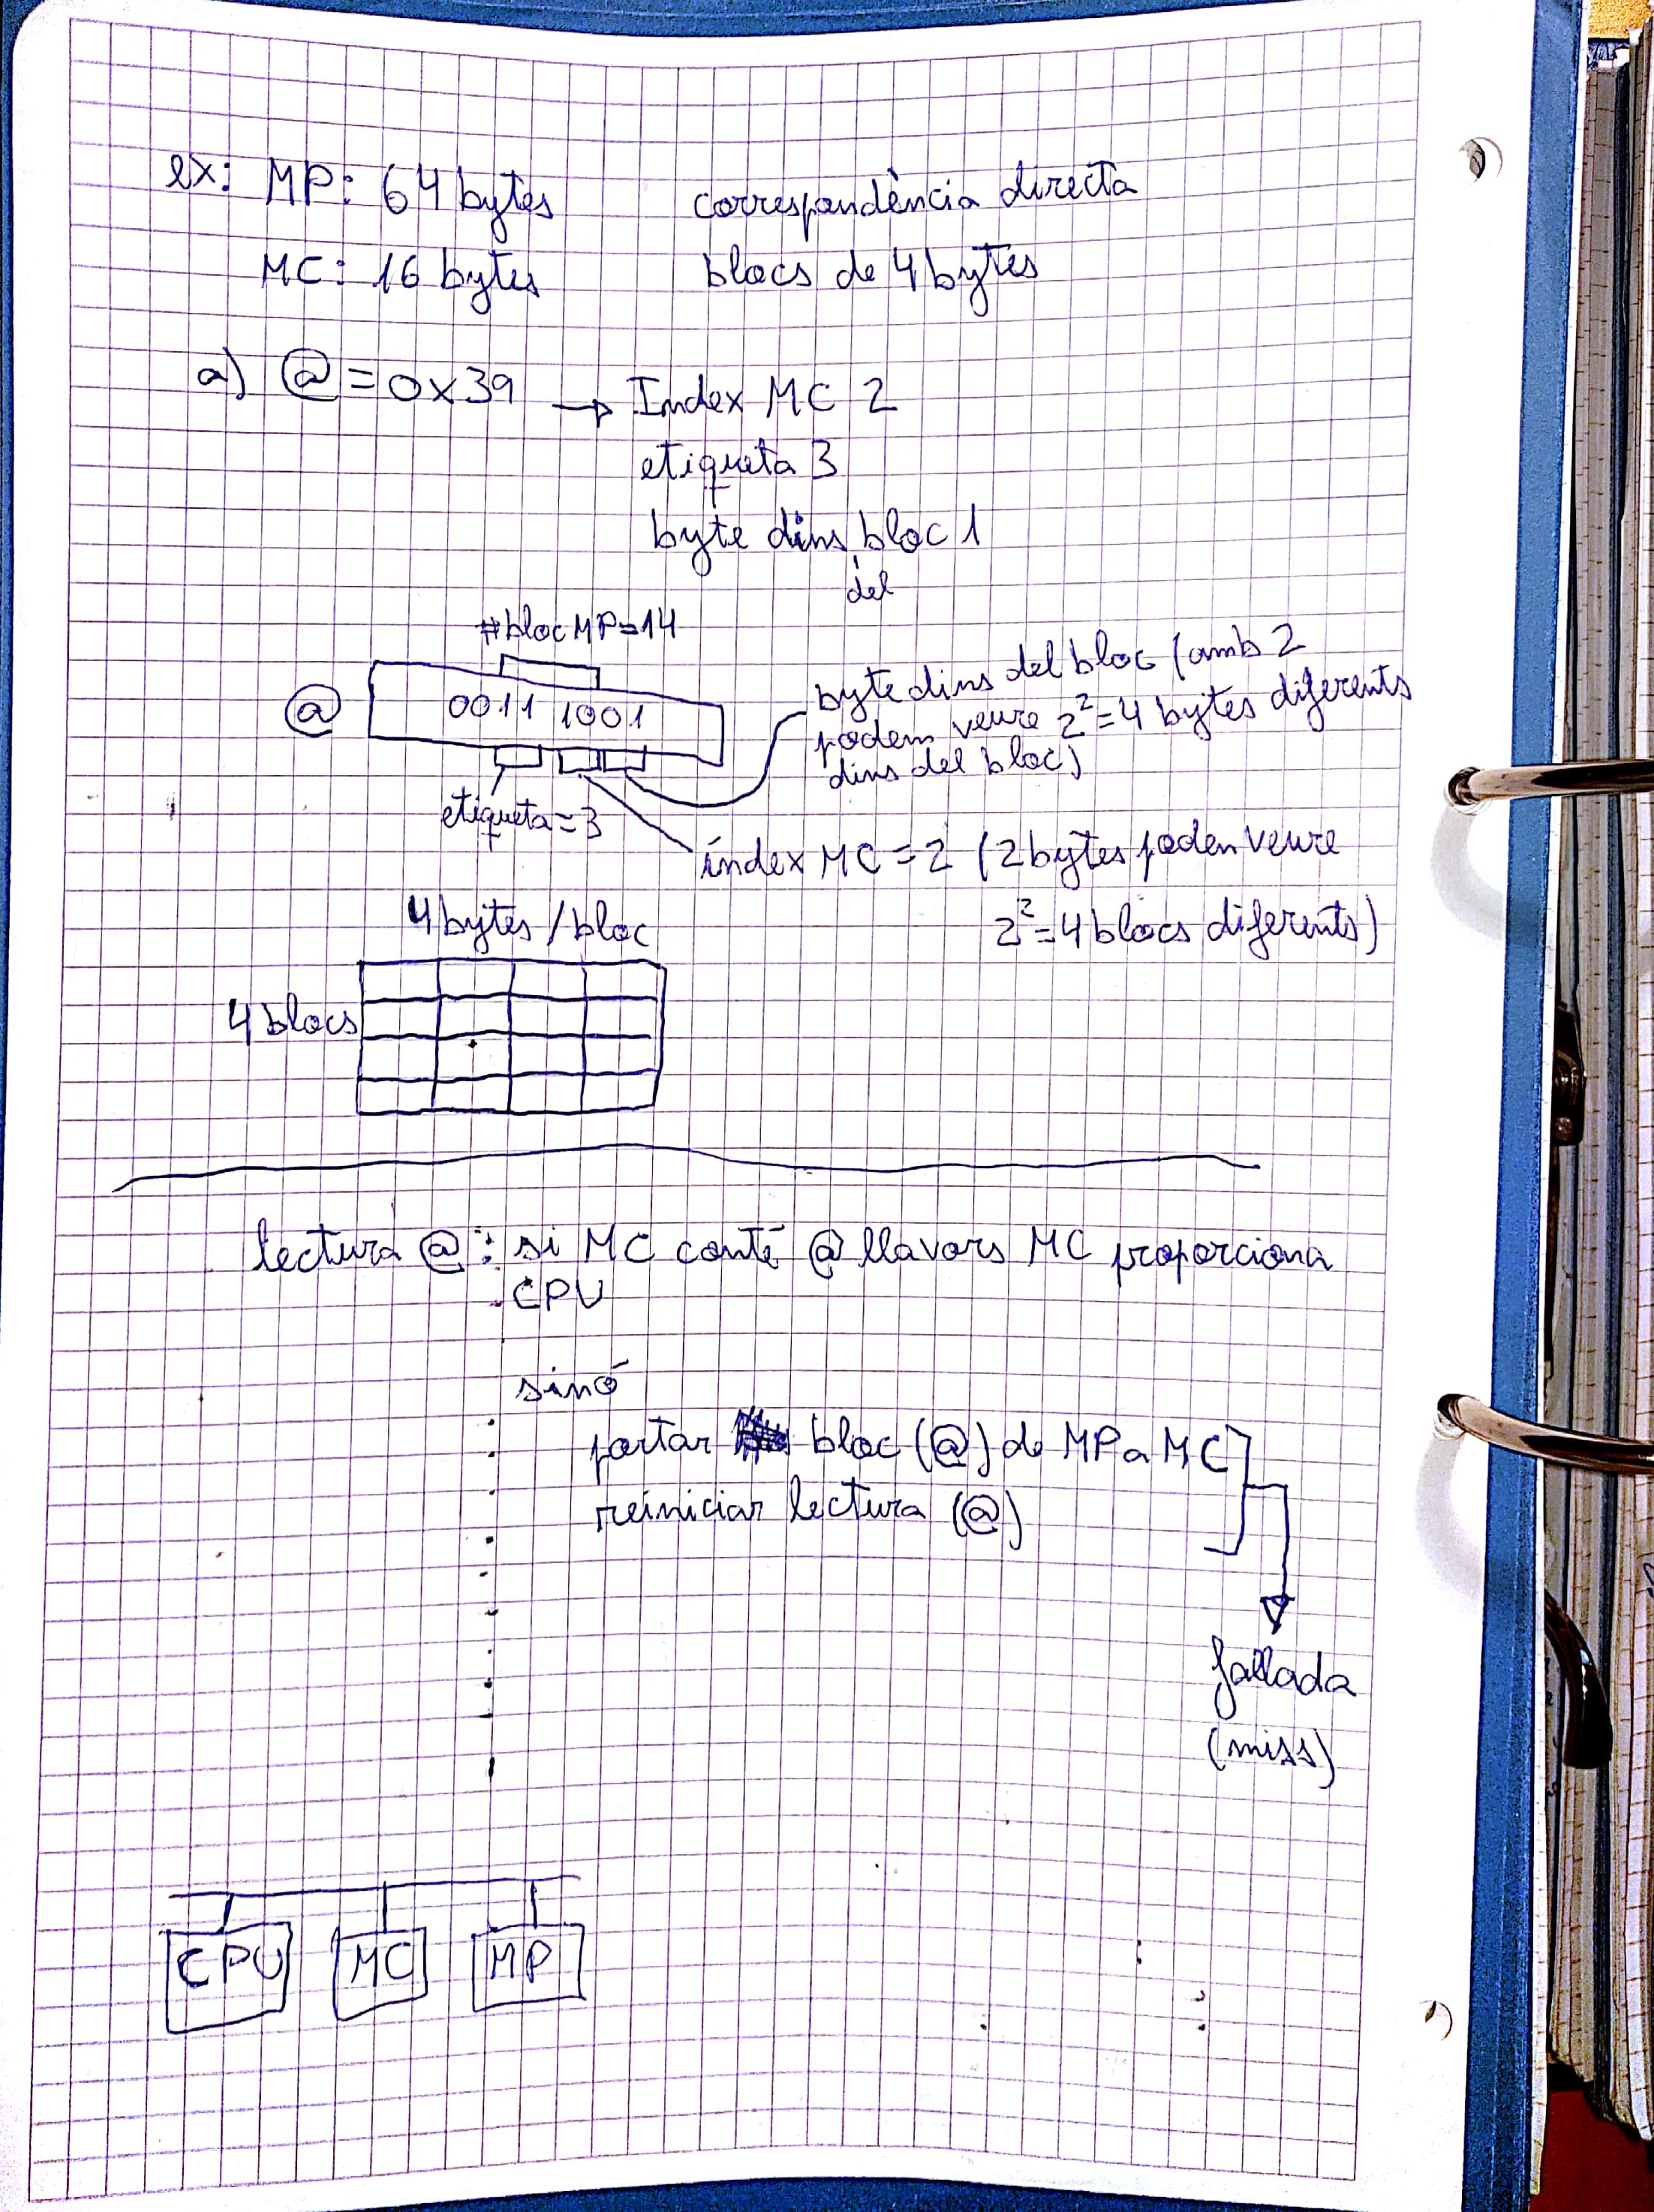 ex: MP: 64 bytes correspondència directa
MC: 16 bytes blocs de 4 bytes
a) @ = 0x39 → Index MC 2
etiqueta 3
byte dins bloc 1
del
#bloc MP=14
@ 0011 1001
byte dins del bloc (amb 2
podem veure 2²=4 bytes diferents
dins del bloc)
etiqueta=3
índex MC = 2 (2 bytes poden veure
2²=4 blocs diferents)
4 bytes / bloc
4 blocs
lectura @: si MC conté @ llavors MC proporciona
CPU
sinó
portar bloc (@) de MP a MC
reiniciar lectura (@)
fallada
(miss)
CPU MC MP